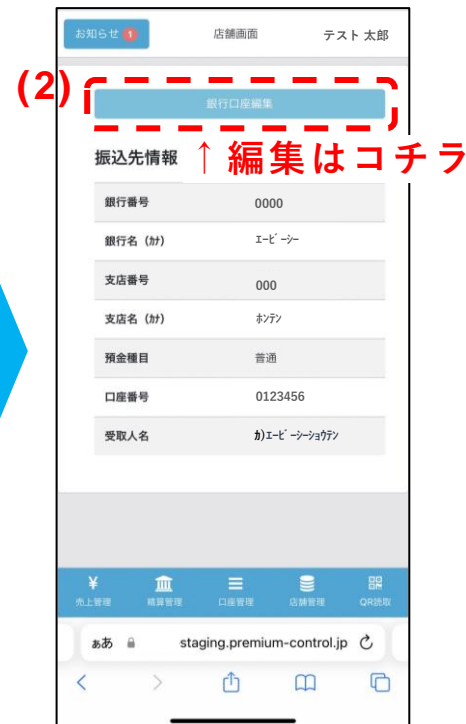 お知らせ 1 店舗画面 テスト 太郎
(2)
銀行口座編集
振込先情報 ↑編集はコチラ
銀行番号 0000
銀行名（ｶﾅ） ｴｰﾋﾞｰｼｰ
支店番号 000
支店名（ｶﾅ） ﾎﾝﾃﾝ
預金種目 普通
口座番号 0123456
受取人名 ｶ)ｴｰﾋﾞｰｼｰｼｮｳﾃﾝ
¥
売上管理 精算管理 口座管理 店舗管理 QR読取
ぁあ staging.premium-control.jp